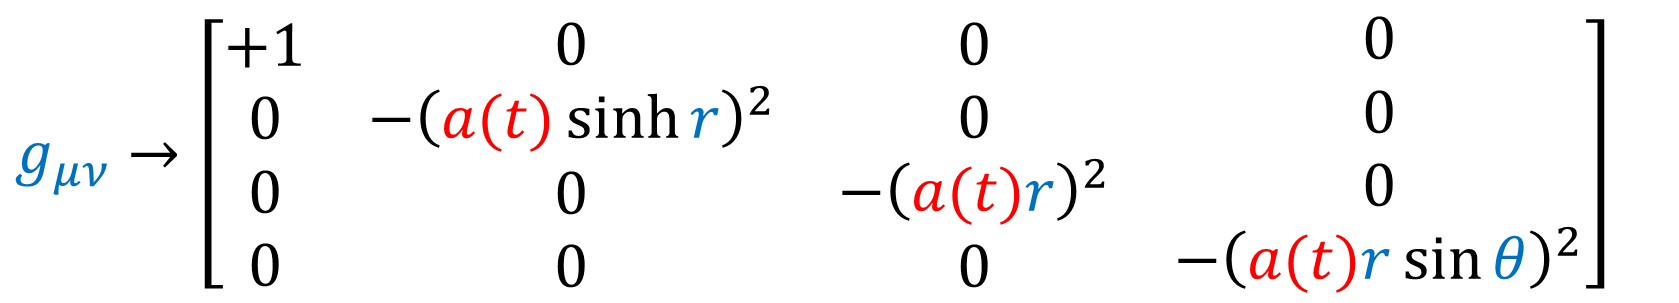 g_μν → [ +1 0 0 0
0 −(a(t) sinh r)² 0 0
0 0 −(a(t)r)² 0
0 0 0 −(a(t)r sin θ)² ]